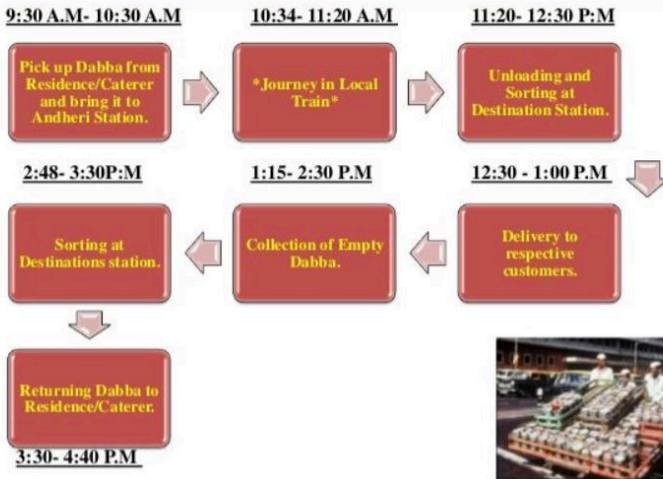 9:30 A.M- 10:30 A.M
Pick up Dabba from
Residence/Caterer
and bring it to
Andheri Station.
10:34- 11:20 A.M
*Journey in Local
Train*
11:20- 12:30 P:M
Unloading and
Sorting at
Destination Station.
12:30 - 1:00 P.M
Delivery to
respective
customers.
1:15- 2:30 P.M
Collection of Empty
Dabba.
2:48- 3:30P:M
Sorting at
Destinations station.
Returning Dabba to
Residence/Caterer.
3:30- 4:40 P.M